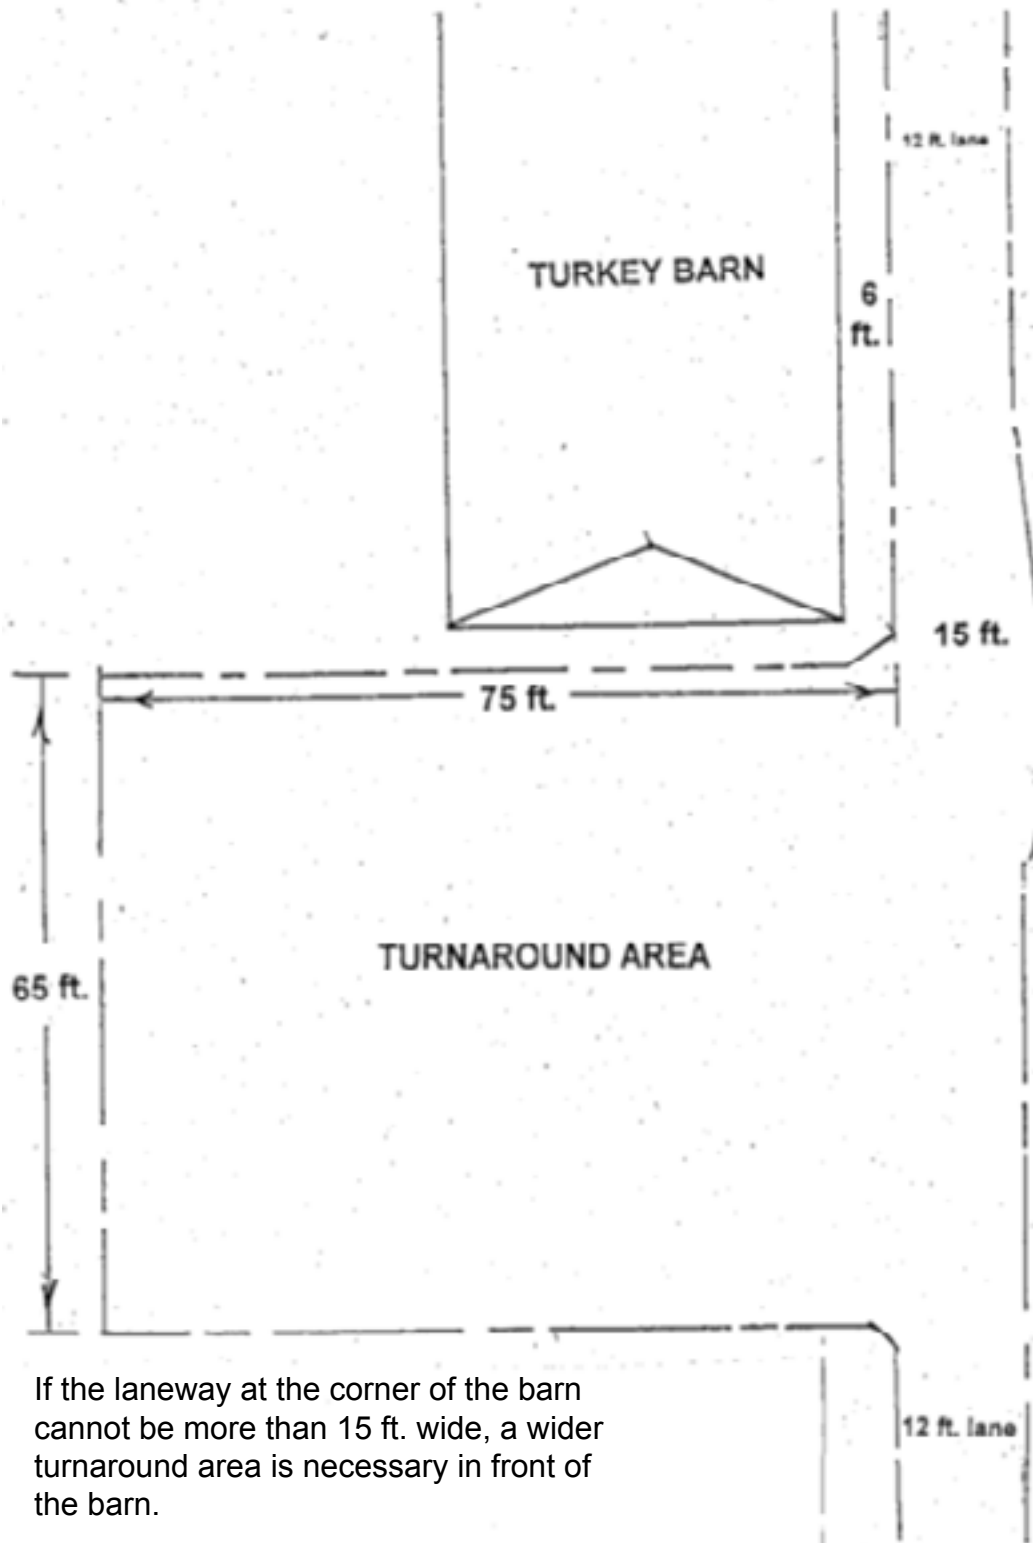 12 ft. lane
TURKEY BARN
6
ft.
15 ft.
75 ft.
TURNAROUND AREA
65 ft.
If the laneway at the corner of the barn
cannot be more than 15 ft. wide, a wider
turnaround area is necessary in front of
the barn.
12 ft. lane